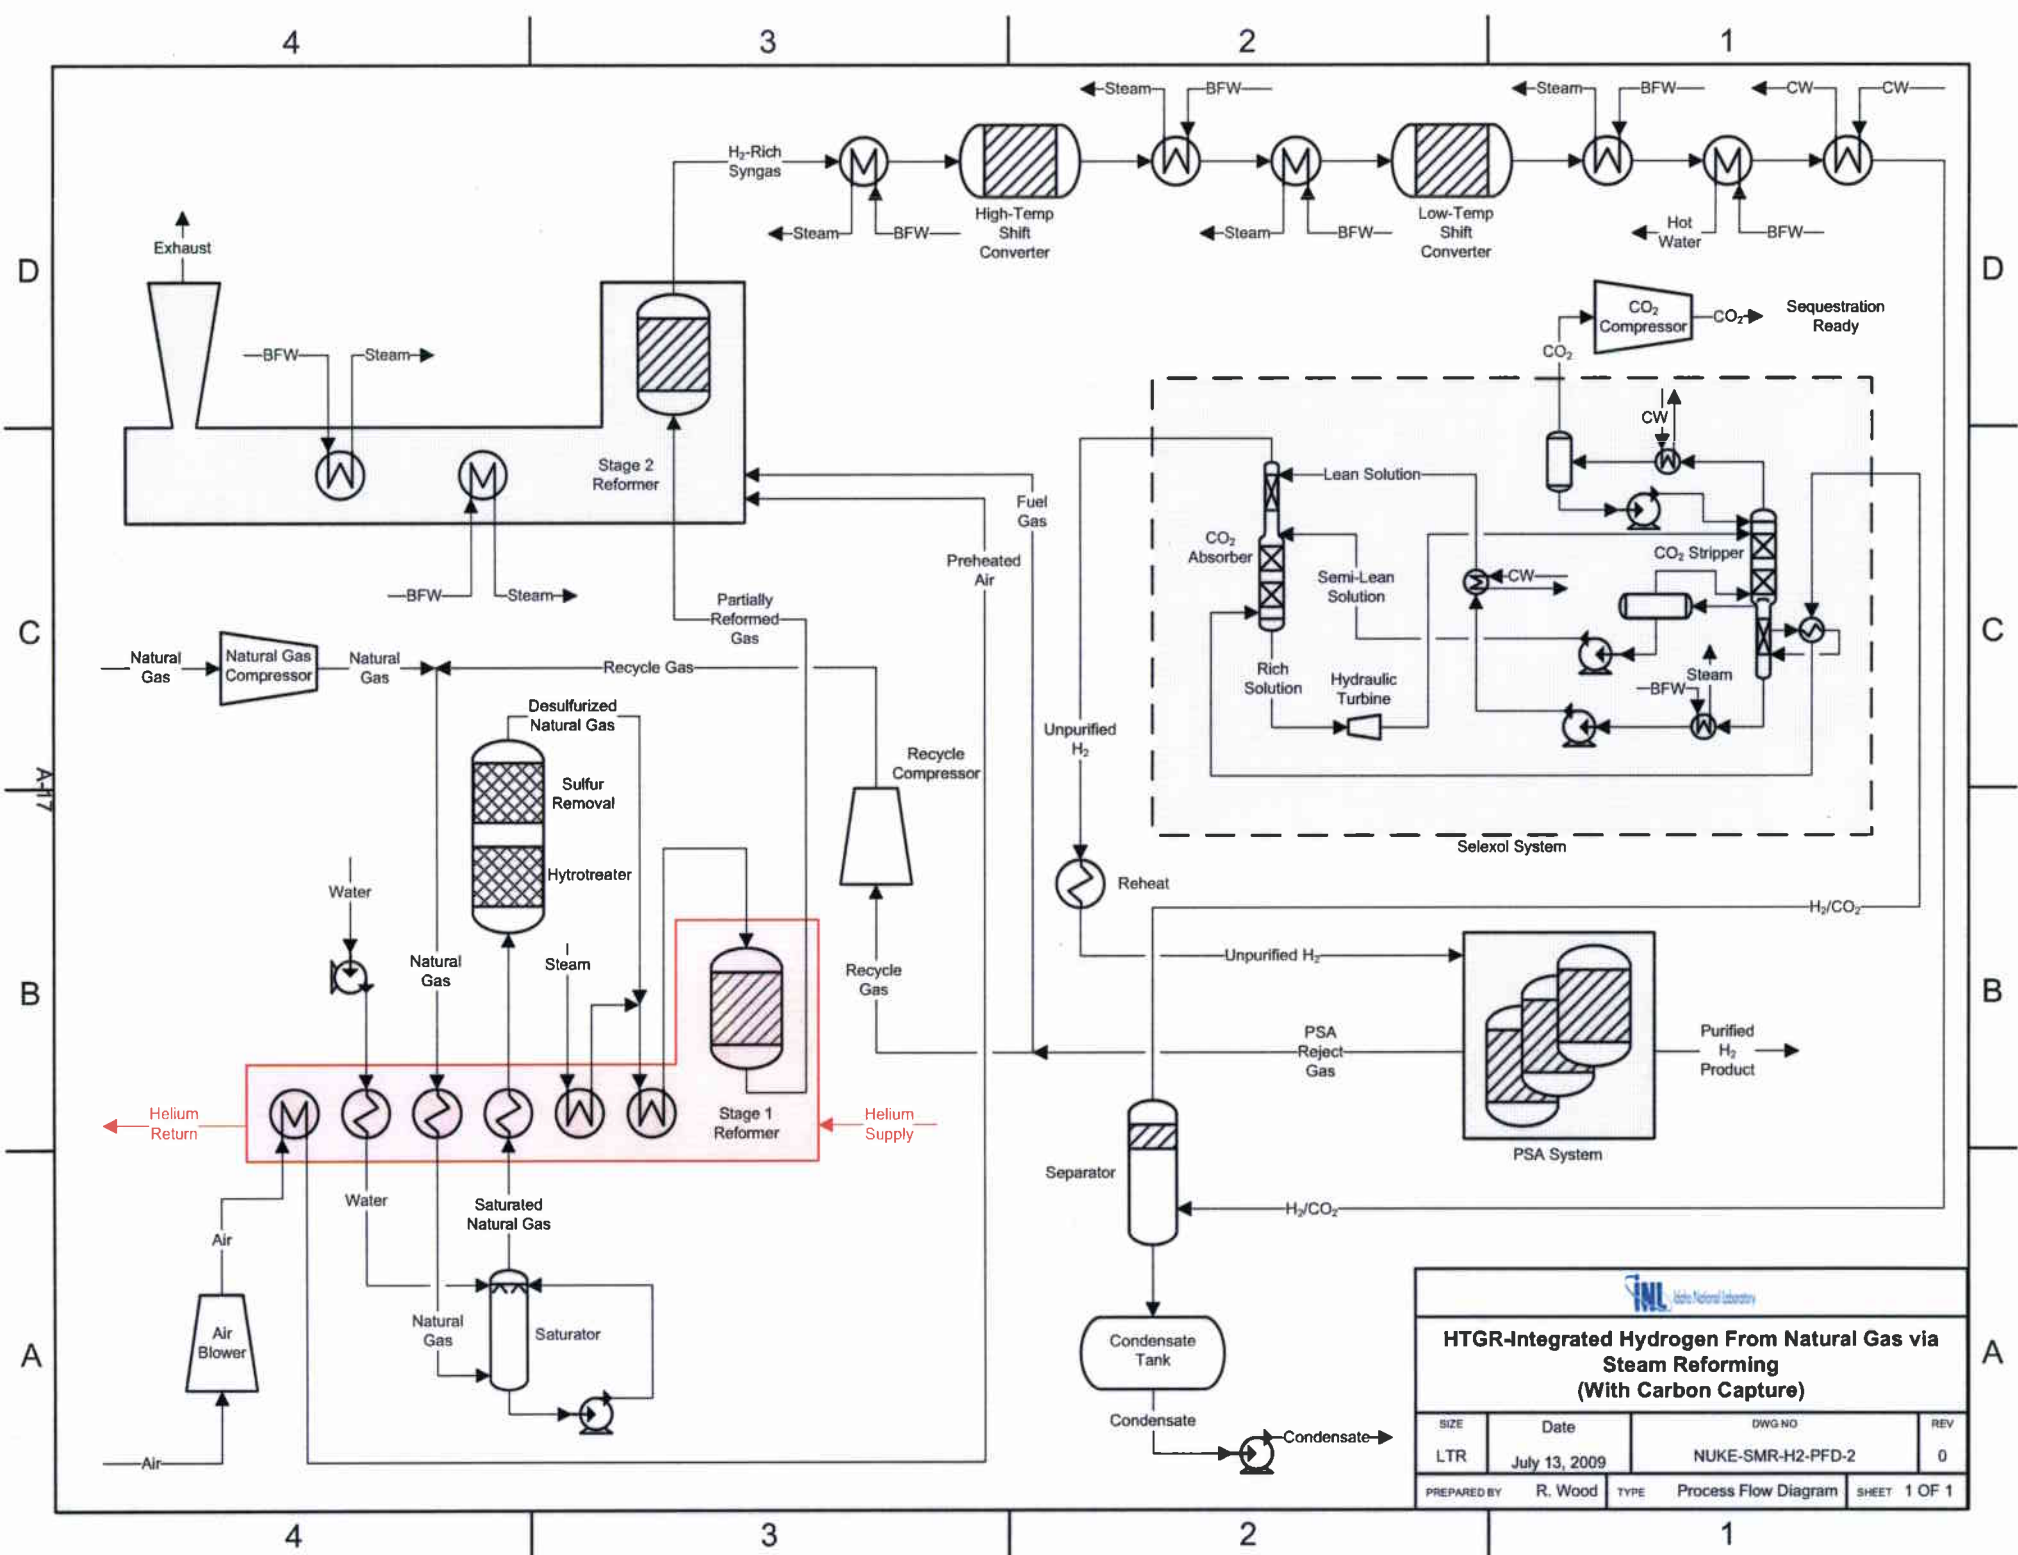 4
3
2
1
Steam
BFW
Steam
BFW
CW
CW
H₂-Rich
Syngas
Steam
BFW
High-Temp
Shift
Converter
Steam
BFW
Low-Temp
Shift
Converter
Hot
Water
BFW
Exhaust
D
D
CO₂
Compressor
CO₂
Sequestration
Ready
CO₂
BFW
Steam
CW
Stage 2
Reformer
Lean Solution
Fuel
Gas
CO₂
Absorber
CO₂ Stripper
Preheated
Air
Semi-Lean
Solution
CW
BFW
Steam
Partially
Reformed
Gas
C
C
Natural
Gas
Natural Gas
Compressor
Natural
Gas
Recycle Gas
Rich
Solution
Hydraulic
Turbine
Steam
BFW
Desulfurized
Natural Gas
Unpurified
H₂
Recycle
Compressor
A-17
Sulfur
Removal
Selexol System
Hytrotreater
Water
Reheat
H₂/CO₂
Natural
Gas
Steam
Recycle
Gas
Unpurified H₂
B
B
PSA
Reject
Gas
Purified
H₂
Product
Helium
Return
Stage 1
Reformer
Helium
Supply
PSA System
Separator
Water
Saturated
Natural Gas
H₂/CO₂
Air
Natural
Gas
Saturator
Air
Blower
A
A
Condensate
Tank
Condensate
Condensate
Air
INL Idaho National Laboratory
HTGR-Integrated Hydrogen From Natural Gas via
Steam Reforming
(With Carbon Capture)
SIZE
LTR
Date
July 13, 2009
DWG NO
NUKE-SMR-H2-PFD-2
REV
0
PREPARED BY R. Wood
TYPE Process Flow Diagram
SHEET 1 OF 1
4
3
2
1